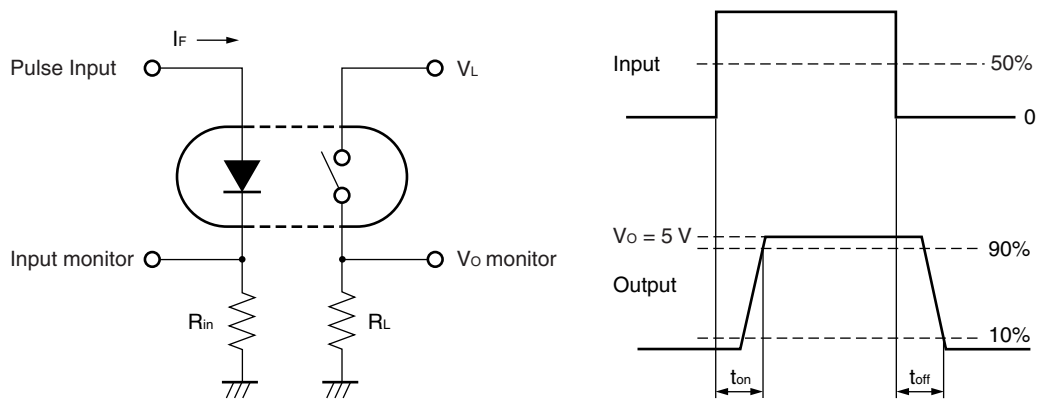 IF
Pulse Input
VL
Input monitor
VO monitor
Rin
RL
Input
50%
0
VO = 5 V
90%
Output
10%
ton
toff